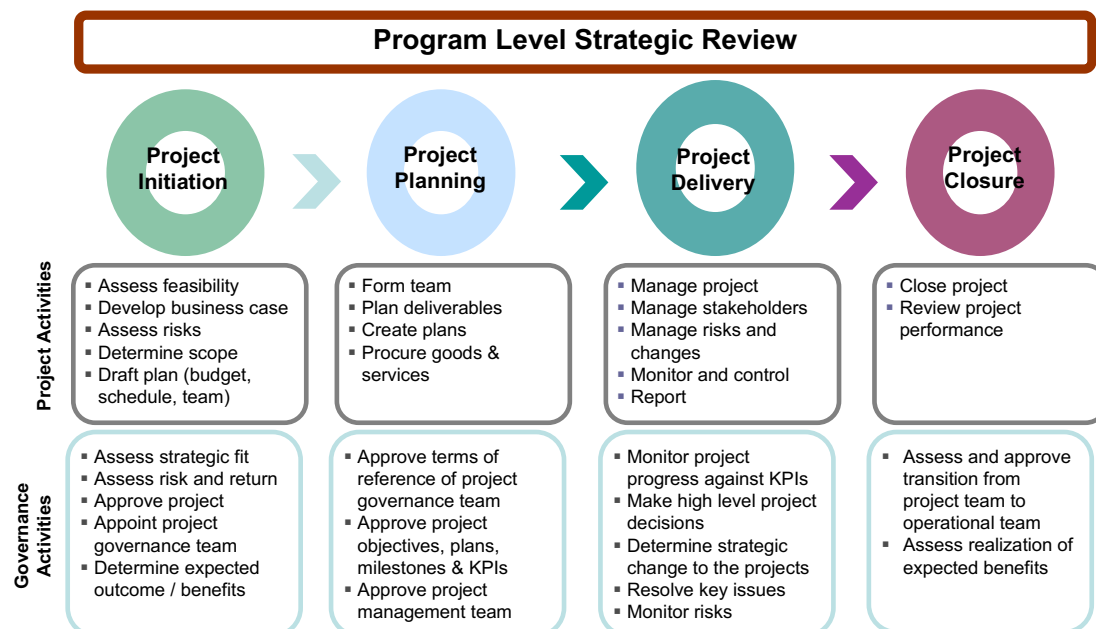 Program Level Strategic Review
Project
Initiation
Project
Planning
Project
Delivery
Project
Closure
Project Activities
▪ Assess feasibility
▪ Develop business case
▪ Assess risks
▪ Determine scope
▪ Draft plan (budget,
schedule, team)
▪ Form team
▪ Plan deliverables
▪ Create plans
▪ Procure goods &
services
▪ Manage project
▪ Manage stakeholders
▪ Manage risks and
changes
▪ Monitor and control
▪ Report
▪ Close project
▪ Review project
performance
Governance
Activities
▪ Assess strategic fit
▪ Assess risk and return
▪ Approve project
▪ Appoint project
governance team
▪ Determine expected
outcome / benefits
▪ Approve terms of
reference of project
governance team
▪ Approve project
objectives, plans,
milestones & KPIs
▪ Approve project
management team
▪ Monitor project
progress against KPIs
▪ Make high level project
decisions
▪ Determine strategic
change to the projects
▪ Resolve key issues
▪ Monitor risks
▪ Assess and approve
transition from
project team to
operational team
▪ Assess realization of
expected benefits